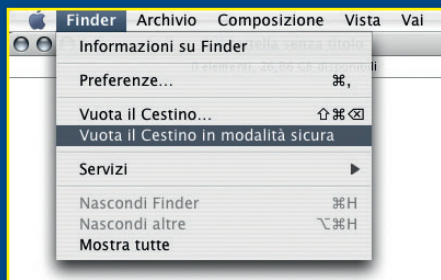 Finder Archivio Composizione Vista Vai
Informazioni su Finder
Preferenze... ⌘,
Vuota il Cestino... ⇧⌘⌫
Vuota il Cestino in modalità sicura
Servizi ▶
Nascondi Finder ⌘H
Nascondi altre ⌥⌘H
Mostra tutte